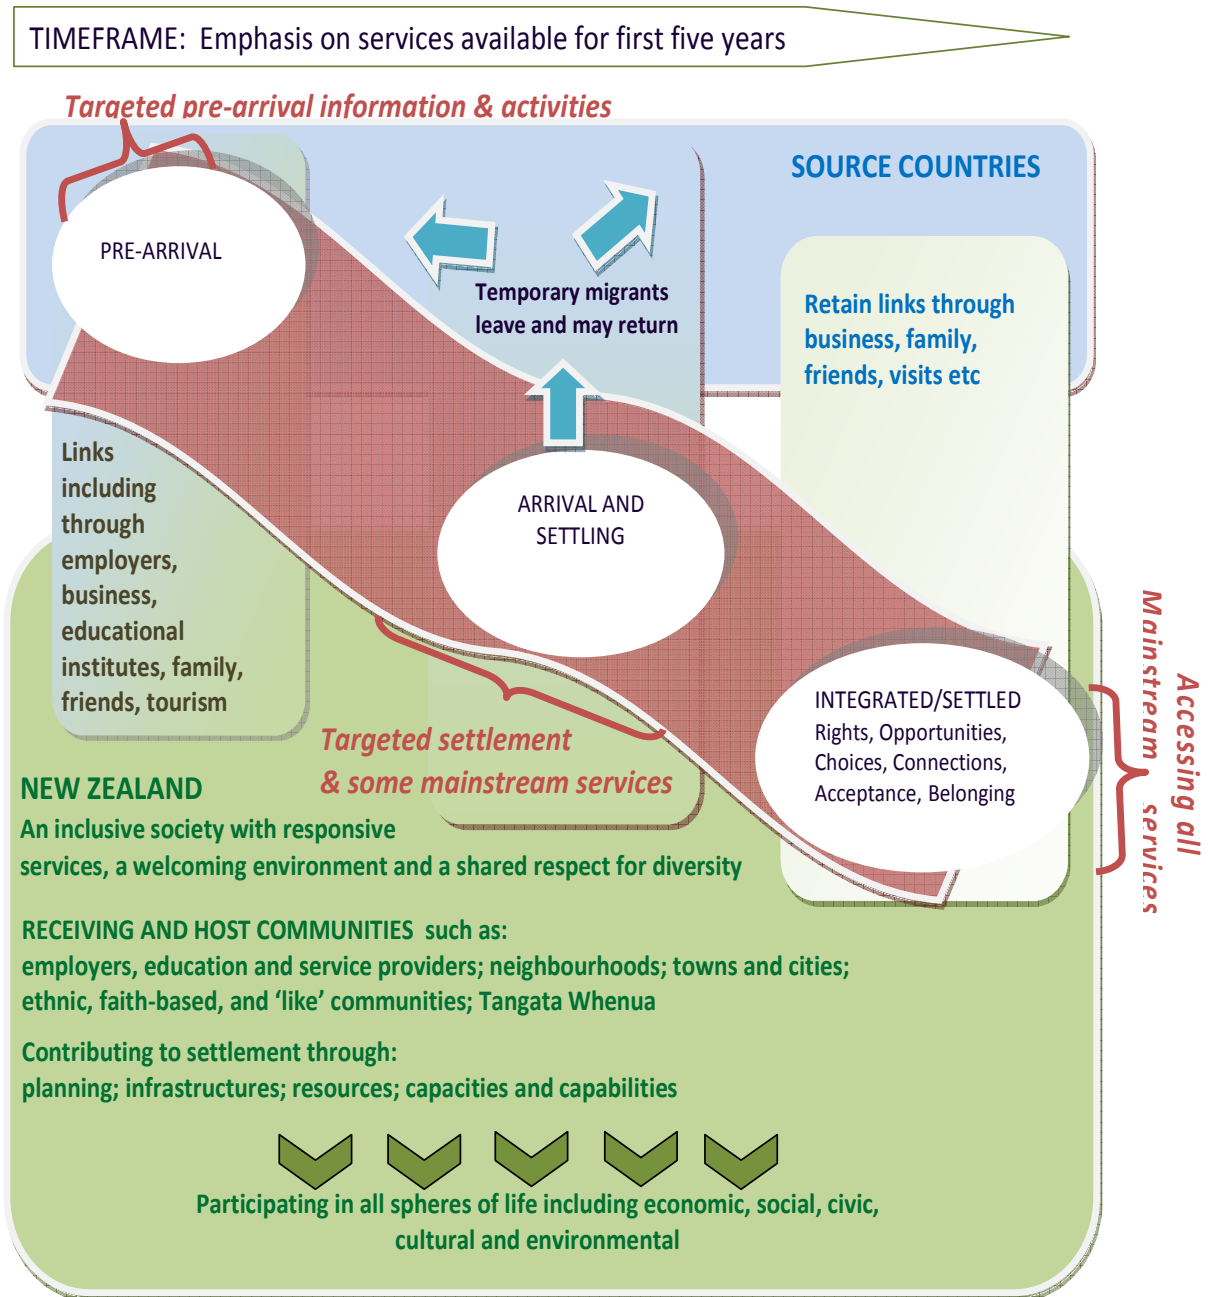 TIMEFRAME: Emphasis on services available for first five years
Targeted pre-arrival information & activities
SOURCE COUNTRIES
PRE-ARRIVAL
Temporary migrants
leave and may return
Retain links through
business, family,
friends, visits etc
Links
including
through
employers,
business,
educational
institutes, family,
friends, tourism
ARRIVAL AND
SETTLING
Targeted settlement
& some mainstream services
INTEGRATED/SETTLED
Rights, Opportunities,
Choices, Connections,
Acceptance, Belonging
Accessing all
Mainstream services
NEW ZEALAND
An inclusive society with responsive
services, a welcoming environment and a shared respect for diversity
RECEIVING AND HOST COMMUNITIES such as:
employers, education and service providers; neighbourhoods; towns and cities;
ethnic, faith-based, and ‘like’ communities; Tangata Whenua
Contributing to settlement through:
planning; infrastructures; resources; capacities and capabilities
Participating in all spheres of life including economic, social, civic,
cultural and environmental